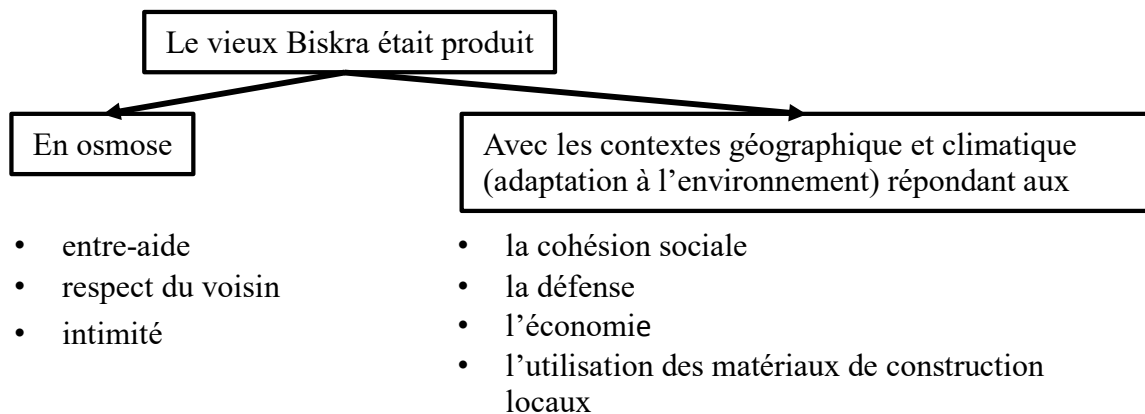 Le vieux Biskra était produit
En osmose
• entre-aide
• respect du voisin
• intimité
Avec les contextes géographique et climatique
(adaptation à l’environnement) répondant aux
• la cohésion sociale
• la défense
• l’économie
• l’utilisation des matériaux de construction
locaux